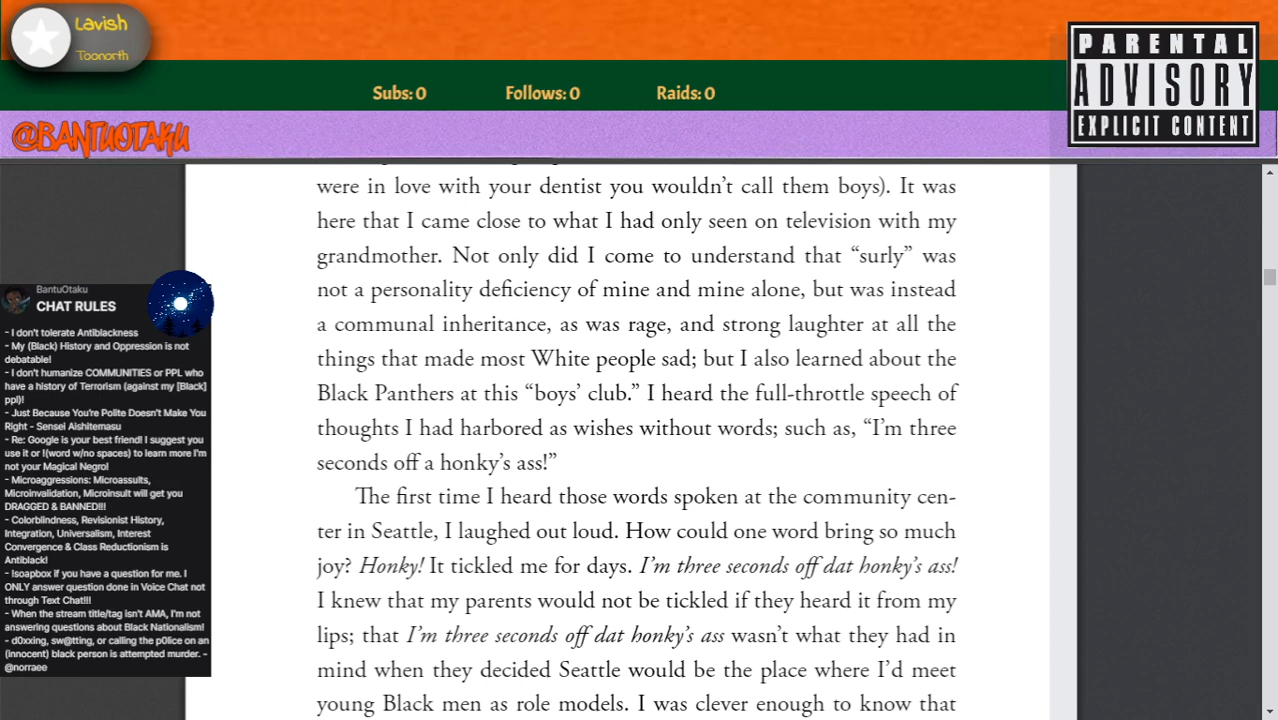 Lavish
Toonorth
Subs: 0
Follows: 0
Raids: 0
PARENTAL
ADVISORY
EXPLICIT CONTENT
@BANTUOTAKU
were in love with your dentist you wouldn't call them boys). It was
here that I came close to what I had only seen on television with my
grandmother. Not only did I come to understand that “surly” was
not a personality deficiency of mine and mine alone, but was instead
a communal inheritance, as was rage, and strong laughter at all the
things that made most White people sad; but I also learned about the
Black Panthers at this “boys’ club.” I heard the full-throttle speech of
thoughts I had harbored as wishes without words; such as, “I’m three
seconds off a honky’s ass!”
The first time I heard those words spoken at the community cen-
ter in Seattle, I laughed out loud. How could one word bring so much
joy? Honky! It tickled me for days. I’m three seconds off dat honky’s ass!
I knew that my parents would not be tickled if they heard it from my
lips; that I’m three seconds off dat honky’s ass wasn’t what they had in
mind when they decided Seattle would be the place where I’d meet
young Black men as role models. I was clever enough to know that
BantuOtaku
CHAT RULES
- I don't tolerate Antiblackness
- My (Black) History and Oppression is not
debatable!
- I don't humanize COMMUNITIES or PPL who
have a history of Terrorism (against my [Black]
ppl)!
- Just Because You're Polite Doesn't Make You
Right - Sensei Aishitemasu
- Re: Google is your best friend! I suggest you
use it or !(word w/no spaces) to learn more I'm
not your Magical Negro!
- Microaggressions: Microassults,
Microinvalidation, Microinsult will get you
DRAGGED & BANNED!!!
- Colorblindness, Revisionist History,
Integration, Universalism, Interest
Convergence & Class Reductionism is
Antiblack!
- !soapbox if you have a question for me. I
ONLY answer question done in Voice Chat not
through Text Chat!!!
- When the stream title/tag isn't AMA, I'm not
answering questions about Black Nationalism!
- d0xxing, sw@tting, or calling the p0lice on an
(innocent) black person is attempted murder. -
@norraee